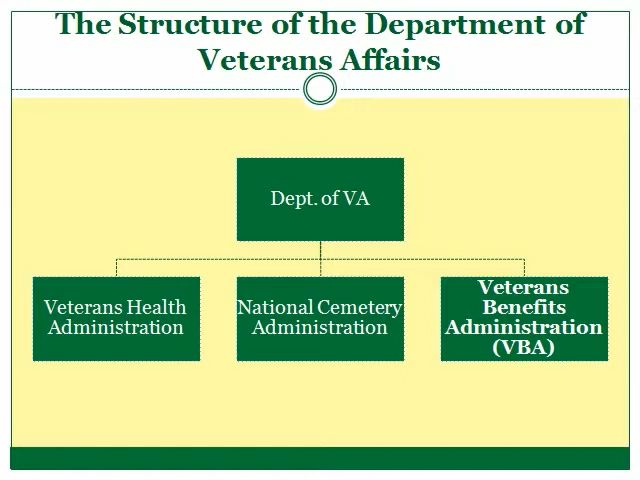 The Structure of the Department of
Veterans Affairs
Dept. of VA
Veterans Health
Administration
National Cemetery
Administration
Veterans
Benefits
Administration
(VBA)